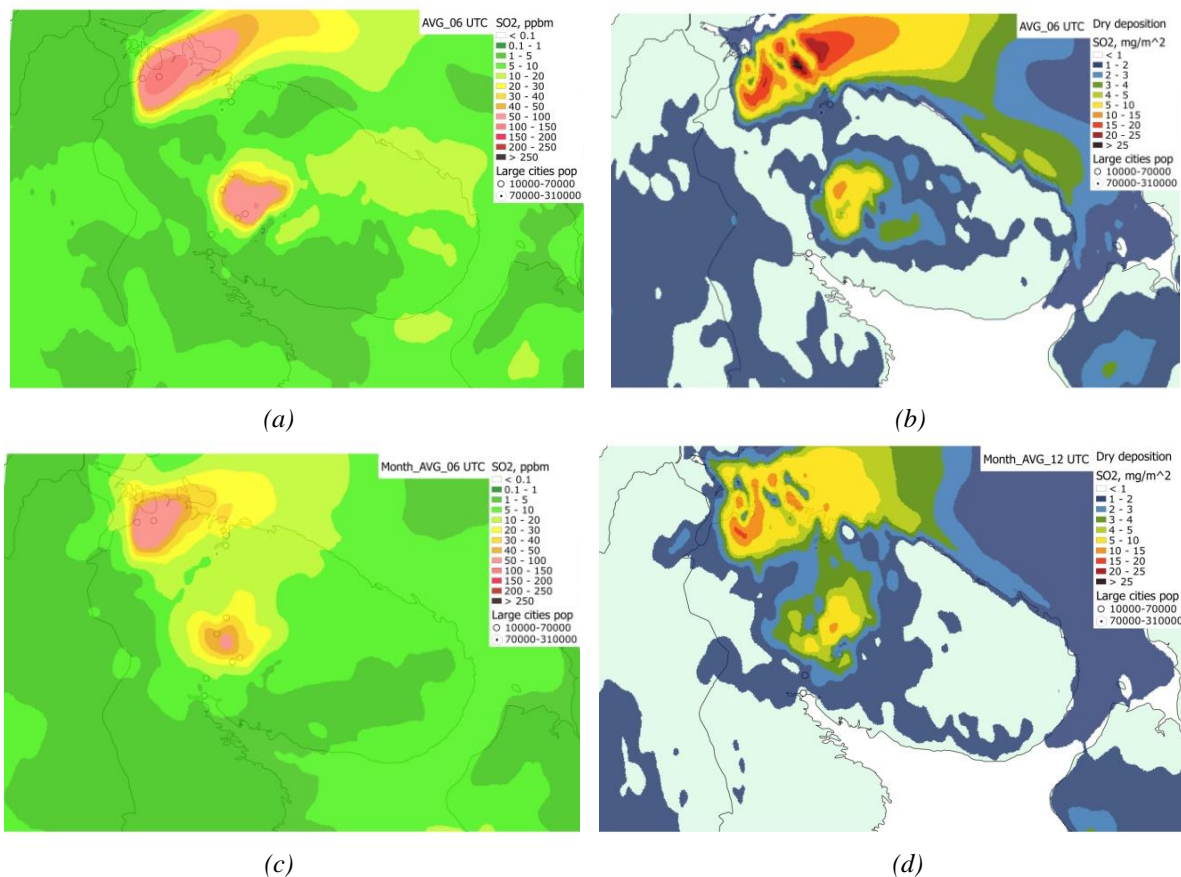 AVG_06 UTC SO2, ppbm
< 0.1
0.1 - 1
1 - 5
5 - 10
10 - 20
20 - 30
30 - 40
40 - 50
50 - 100
100 - 150
150 - 200
200 - 250
> 250
Large cities pop
10000-70000
70000-310000
(a)
AVG_06 UTC Dry deposition
SO2, mg/m^2
< 1
1 - 2
2 - 3
3 - 4
4 - 5
5 - 10
10 - 15
15 - 20
20 - 25
> 25
Large cities pop
10000-70000
70000-310000
(b)
Month_AVG_06 UTC SO2, ppbm
< 0.1
0.1 - 1
1 - 5
5 - 10
10 - 20
20 - 30
30 - 40
40 - 50
50 - 100
100 - 150
150 - 200
200 - 250
> 250
Large cities pop
10000-70000
70000-310000
(c)
Month_AVG_12 UTC Dry deposition
SO2, mg/m^2
< 1
1 - 2
2 - 3
3 - 4
4 - 5
5 - 10
10 - 15
15 - 20
20 - 25
> 25
Large cities pop
10000-70000
70000-310000
(d)